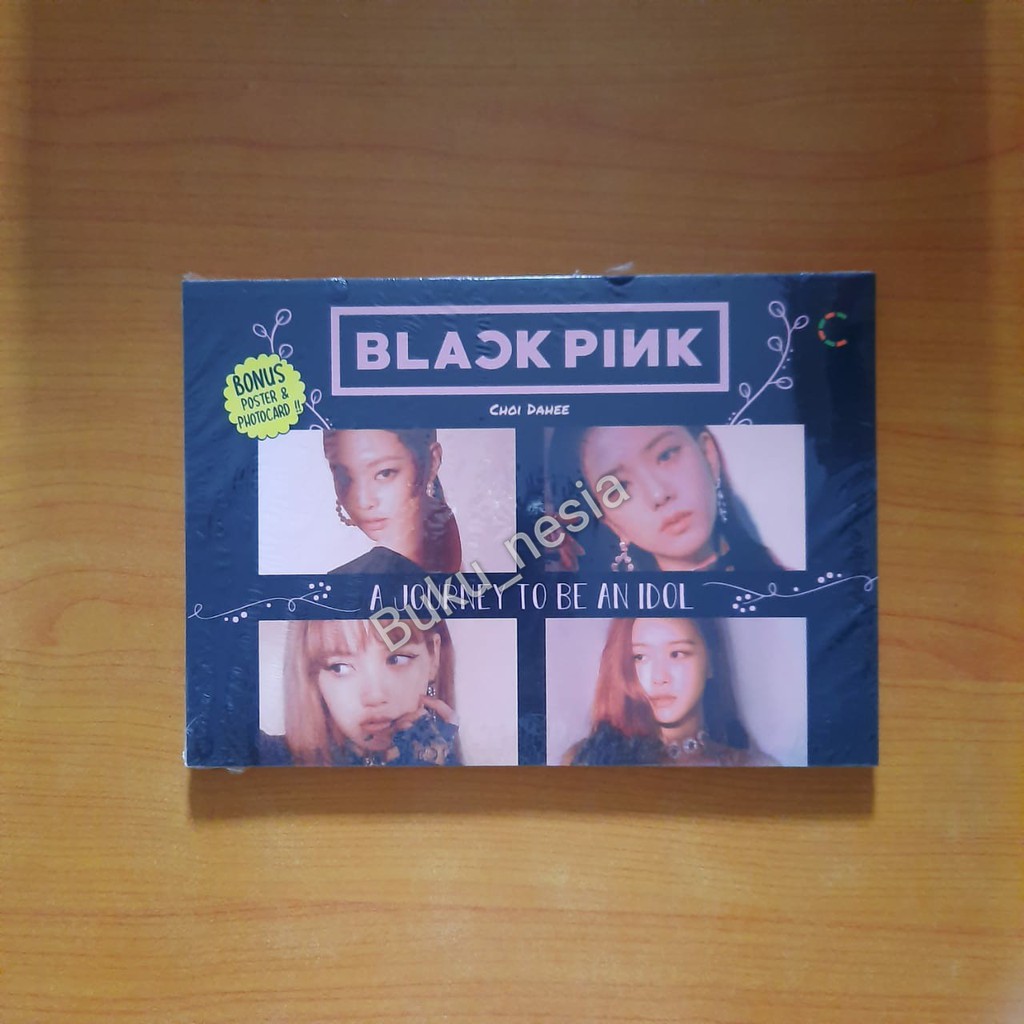 BLACKPINK
CHOI DAHEE
BONUS
POSTER &
PHOTOCARD !!
A JOURNEY TO BE AN IDOL
Buku_nesia